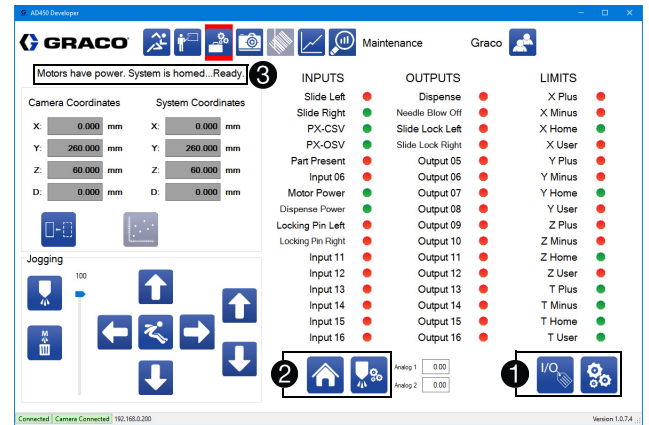 AD450 Developer
GRACO
Maintenance
Graco
Motors have power. System is homed...Ready.
3
Camera Coordinates
System Coordinates
X: 0.000 mm
X: 0.000 mm
Y: 260.000 mm
Y: 260.000 mm
Z: 60.000 mm
Z: 60.000 mm
D: 0.000 mm
D: 0.000 mm
Jogging
100
M
INPUTS
Slide Left
Slide Right
PX-CSV
PX-OSV
Part Present
Input 06
Motor Power
Dispense Power
Locking Pin Left
Locking Pin Right
Input 11
Input 12
Input 13
Input 14
Input 15
Input 16
OUTPUTS
Dispense
Needle Blow Off
Slide Lock Left
Slide Lock Right
Output 05
Output 06
Output 07
Output 08
Output 09
Output 10
Output 11
Output 12
Output 13
Output 14
Output 15
Output 16
LIMITS
X Plus
X Minus
X Home
X User
Y Plus
Y Minus
Y Home
Y User
Z Plus
Z Minus
Z Home
Z User
T Plus
T Minus
T Home
T User
2
Analog 1 0.00
Analog 2 0.00
1
I/O
Connected Camera Connected 192.168.0.200
Version 1.0.7.4